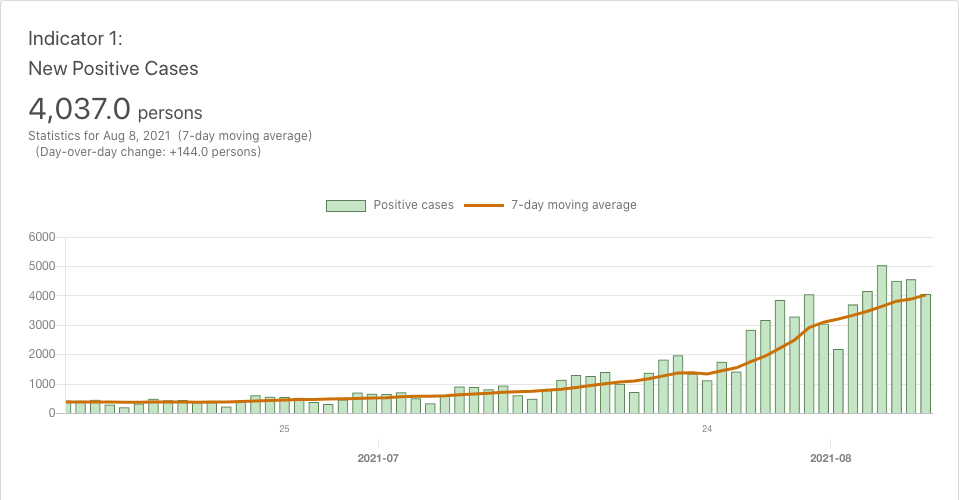 Indicator 1:
New Positive Cases
4,037.0 persons
Statistics for Aug 8, 2021 (7-day moving average)
(Day-over-day change: +144.0 persons)
Positive cases 7-day moving average
6000
5000
4000
3000
2000
1000
0
25 24
2021-07 2021-08